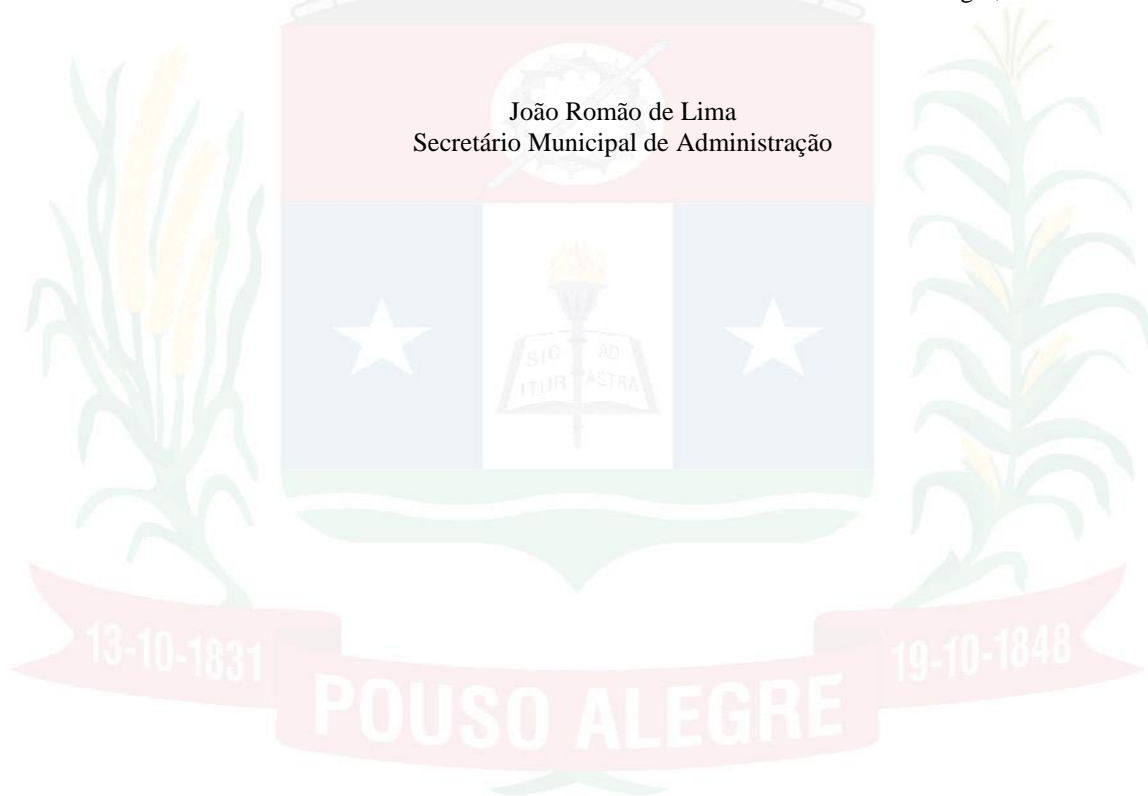 João Romão de Lima
Secretário Municipal de Administração
SIC AD
ITUR ASTRA
13-10-1831
19-10-1848
POUSO ALEGRE